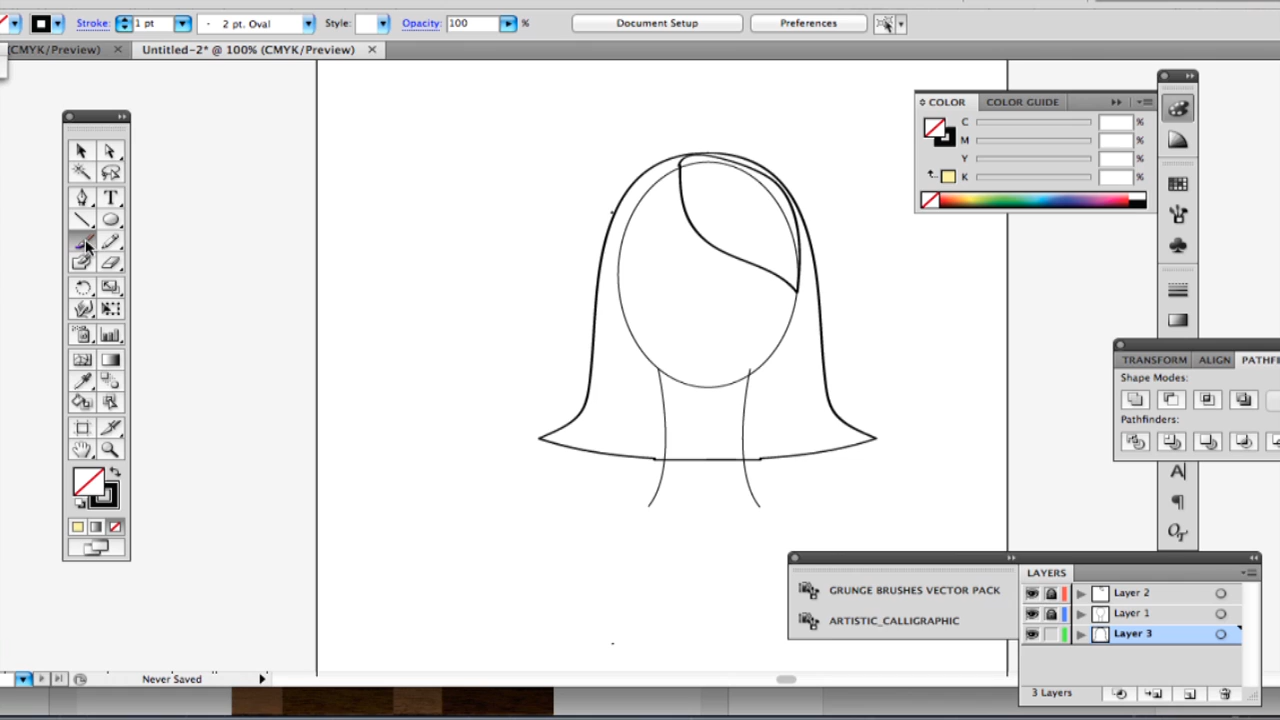 Stroke: 1 pt 2 pt. Oval Style: Opacity: 100 % Document Setup Preferences
(CMYK/Preview) Untitled-2* @ 100% (CMYK/Preview)
COLOR COLOR GUIDE
C %
M %
Y %
K %
T
TRANSFORM ALIGN PATHFI
Shape Modes:
Pathfinders:
GRUNGE BRUSHES VECTOR PACK
ARTISTIC_CALLIGRAPHIC
LAYERS
Layer 2
Layer 1
Layer 3
3 Layers
Never Saved